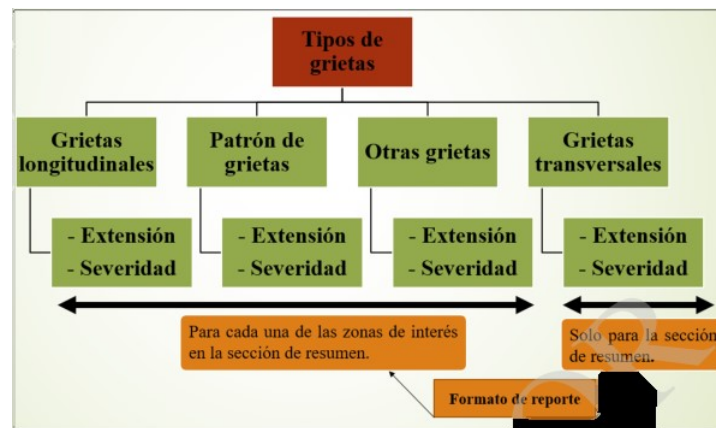 Tipos de
grietas
Grietas
longitudinales
Patrón de
grietas
Otras grietas
Grietas
transversales
- Extensión
- Severidad
- Extensión
- Severidad
- Extensión
- Severidad
- Extensión
- Severidad
Para cada una de las zonas de interés
en la sección de resumen.
Solo para la sección
de resumen.
Formato de reporte